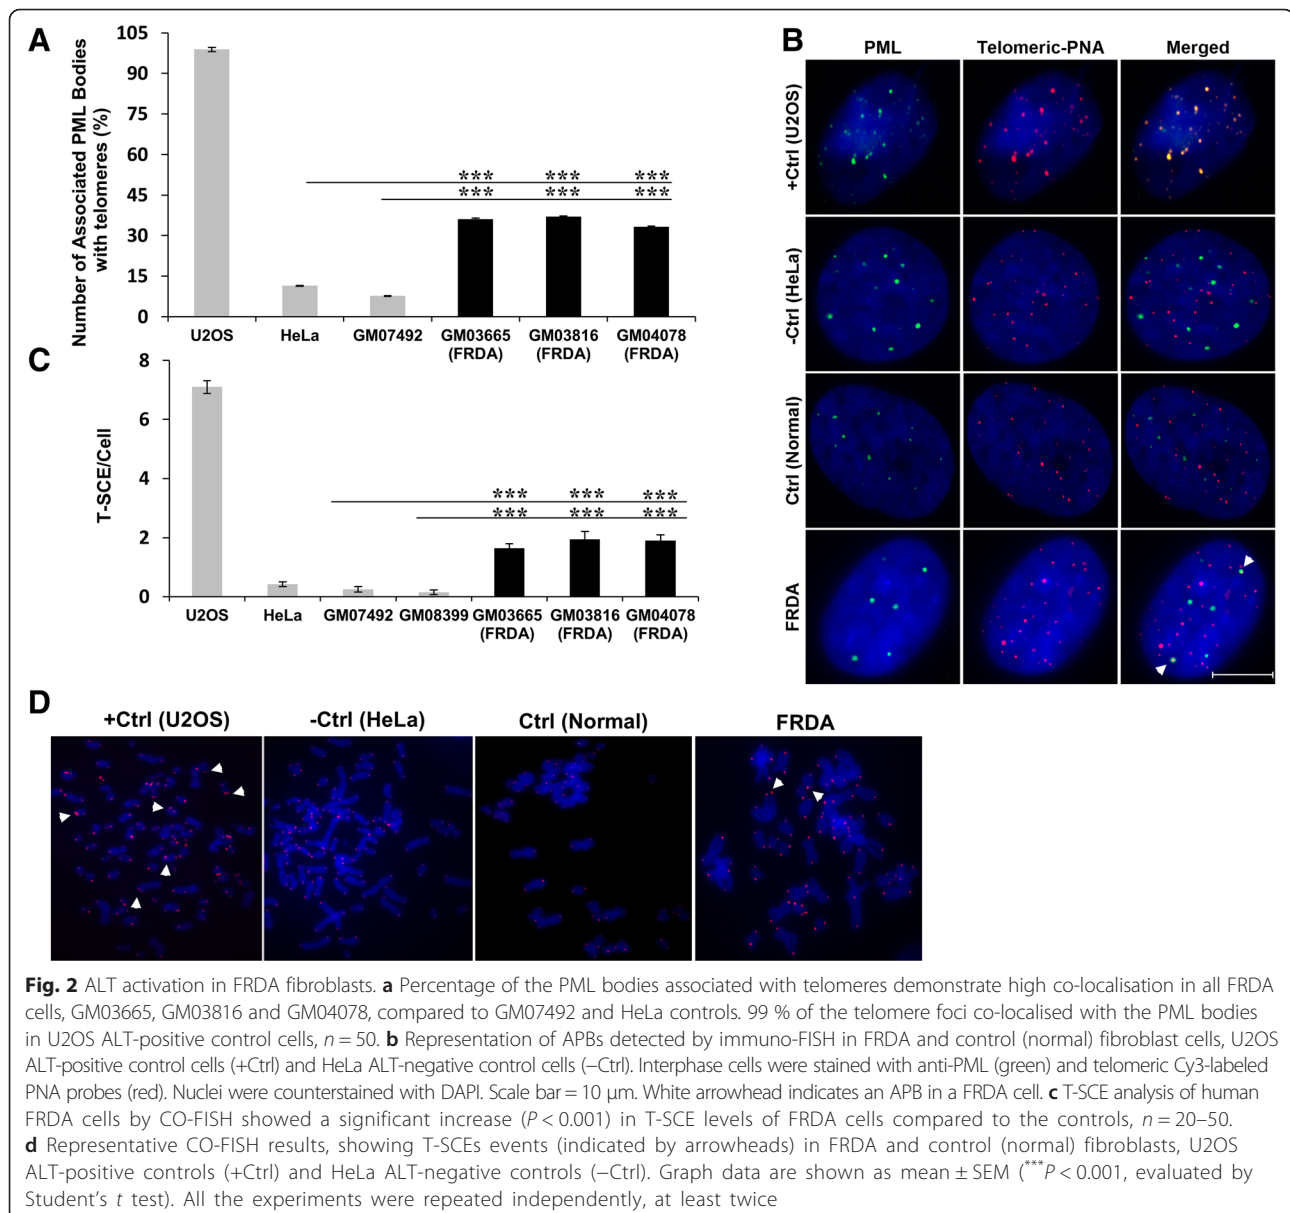 A
Number of Associated PML Bodies
with telomeres (%)
105
90
75
60
45
30
15
0
*** *** ***
*** *** ***
U2OS HeLa GM07492 GM03665 GM03816 GM04078
(FRDA) (FRDA) (FRDA)
B
PML Telomeric-PNA Merged
+Ctrl (U2OS)
-Ctrl (HeLa)
Ctrl (Normal)
FRDA
C
T-SCE/Cell
8
6
4
2
0
*** *** ***
*** *** ***
U2OS HeLa GM07492 GM08399 GM03665 GM03816 GM04078
(FRDA) (FRDA) (FRDA)
D
+Ctrl (U2OS) -Ctrl (HeLa) Ctrl (Normal) FRDA
Fig. 2 ALT activation in FRDA fibroblasts. a Percentage of the PML bodies associated with telomeres demonstrate high co-localisation in all FRDA
cells, GM03665, GM03816 and GM04078, compared to GM07492 and HeLa controls. 99 % of the telomere foci co-localised with the PML bodies
in U2OS ALT-positive control cells, n = 50. b Representation of APBs detected by immuno-FISH in FRDA and control (normal) fibroblast cells, U2OS
ALT-positive control cells (+Ctrl) and HeLa ALT-negative control cells (−Ctrl). Interphase cells were stained with anti-PML (green) and telomeric Cy3-labeled
PNA probes (red). Nuclei were counterstained with DAPI. Scale bar = 10 μm. White arrowhead indicates an APB in a FRDA cell. c T-SCE analysis of human
FRDA cells by CO-FISH showed a significant increase (P < 0.001) in T-SCE levels of FRDA cells compared to the controls, n = 20–50.
d Representative CO-FISH results, showing T-SCEs events (indicated by arrowheads) in FRDA and control (normal) fibroblasts, U2OS
ALT-positive controls (+Ctrl) and HeLa ALT-negative controls (−Ctrl). Graph data are shown as mean ± SEM (***P < 0.001, evaluated by
Student's t test). All the experiments were repeated independently, at least twice